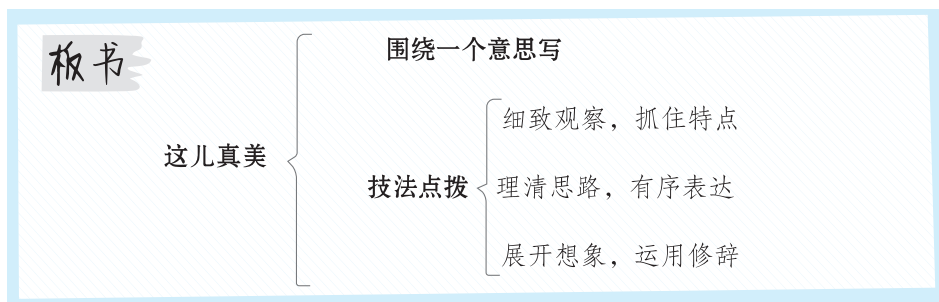 板书
围绕一个意思写
细致观察，抓住特点
这儿真美
技法点拨
理清思路，有序表达
展开想象，运用修辞